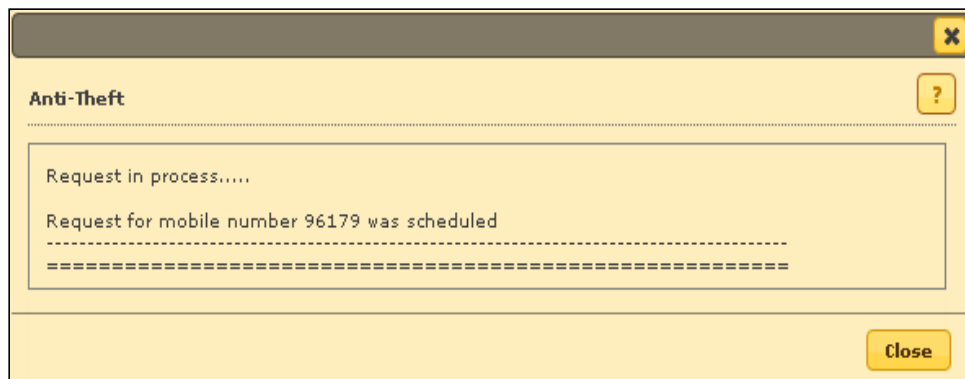 Anti-Theft
?
Request in process.....
Request for mobile number 96179 was scheduled
------------------------------------------------------------------------------------------
==========================================================
Close